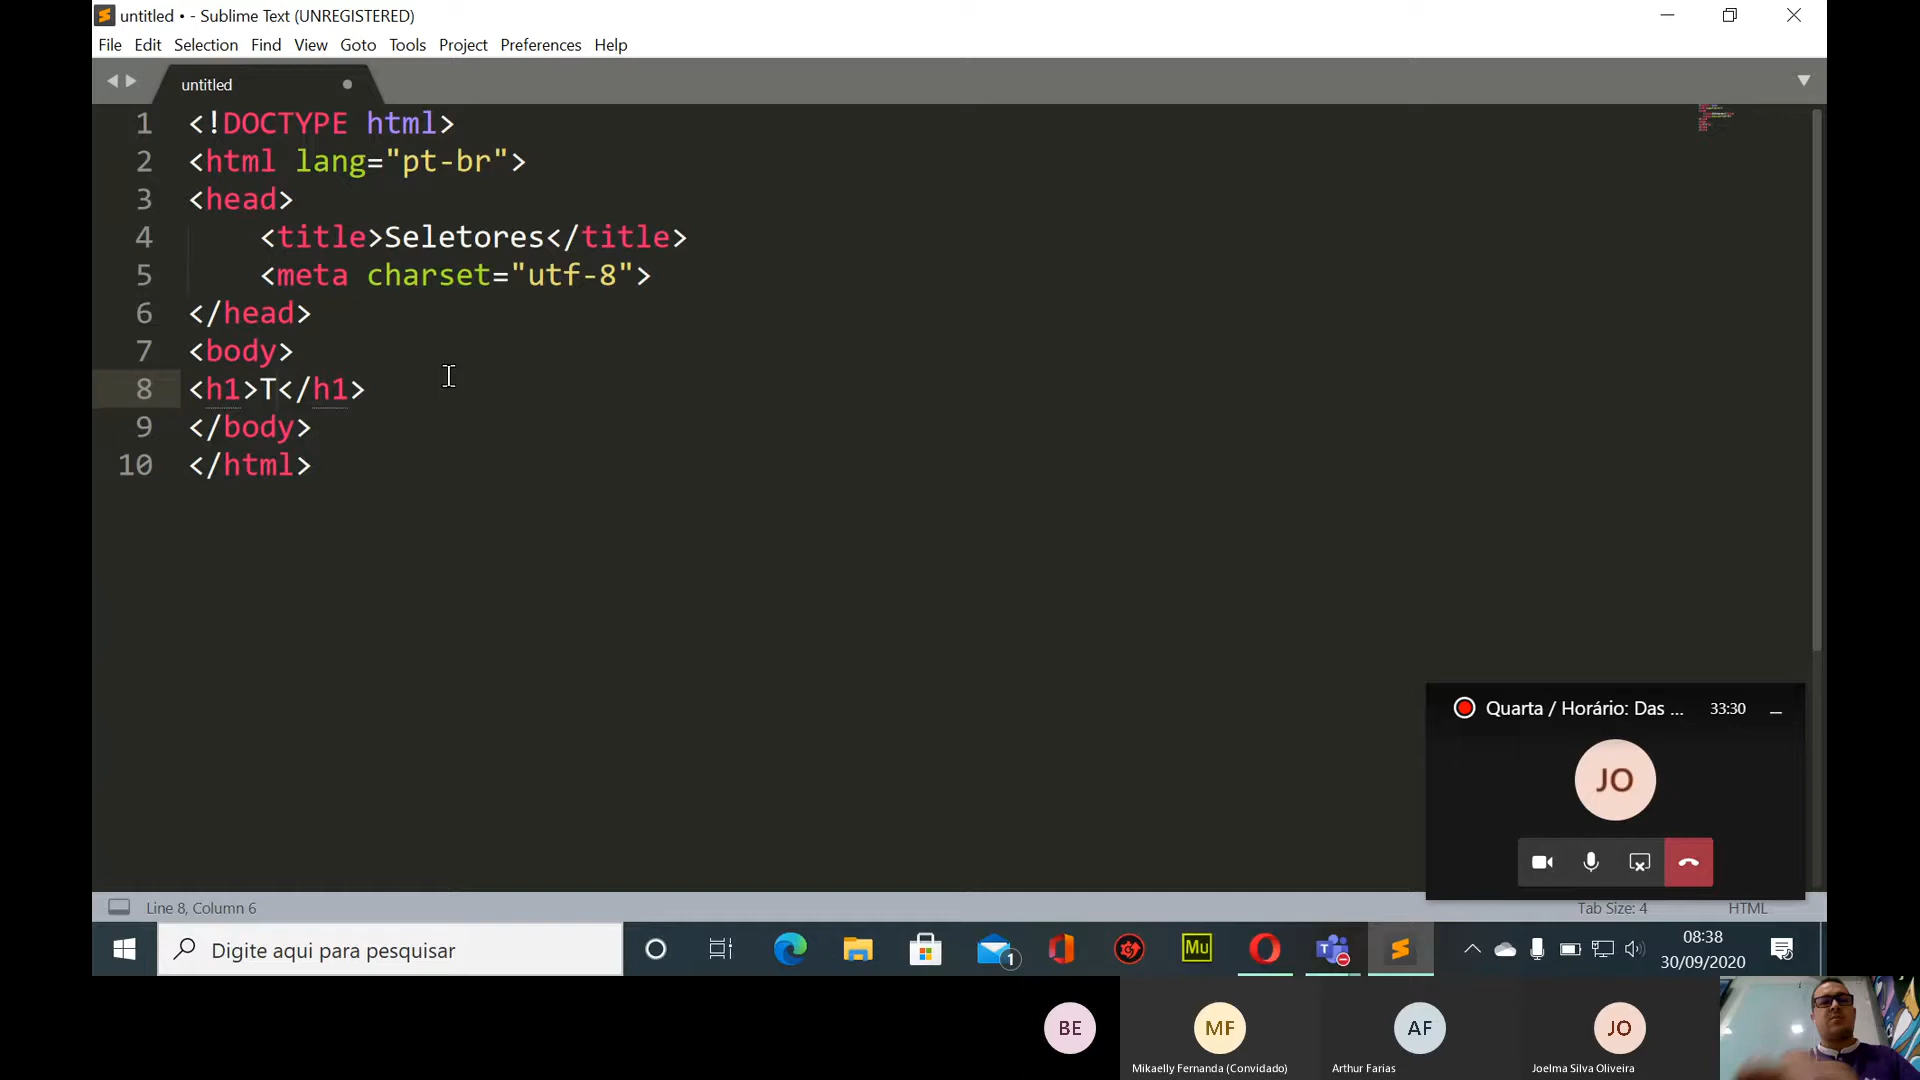 untitled • - Sublime Text (UNREGISTERED)
File Edit Selection Find View Goto Tools Project Preferences Help
untitled
1 <!DOCTYPE html>
2 <html lang="pt-br">
3 <head>
4 <title>Seletores</title>
5 <meta charset="utf-8">
6 </head>
7 <body>
8 <h1>T</h1>
9 </body>
10 </html>
Quarta / Horário: Das ... 33:30
JO
Line 8, Column 6 Tab Size: 4 HTML
Digite aqui para pesquisar
1
Mu
08:38
30/09/2020
BE MF AF JO
Mikaelly Fernanda (Convidado) Arthur Farias Joelma Silva Oliveira